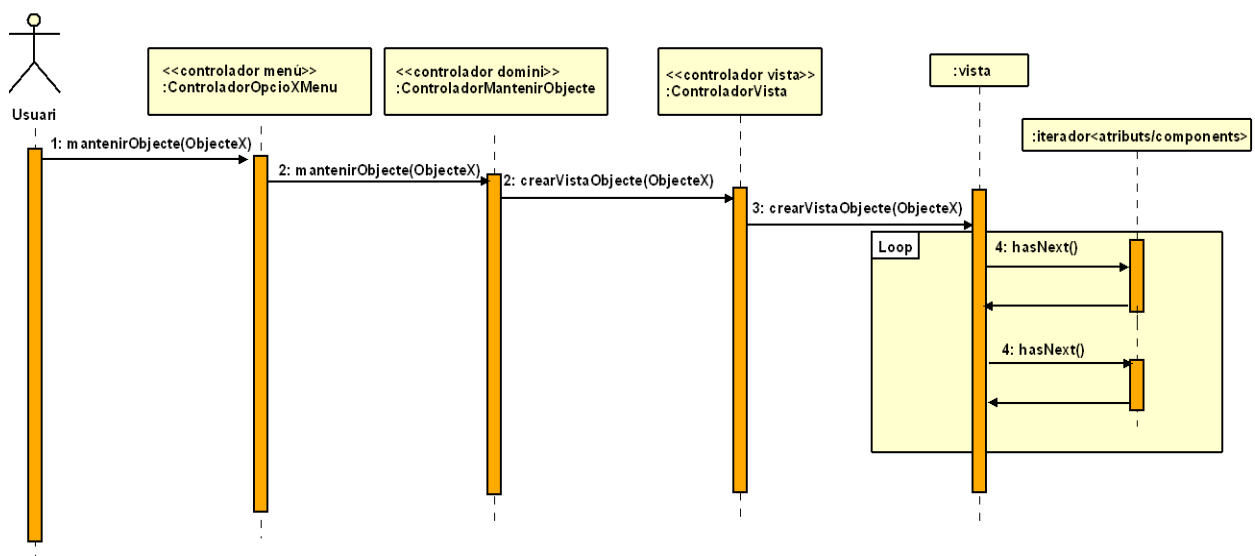 <<controlador menú>>
:ControladorOpcioXMenu
<<controlador domini>>
:ControladorMantenirObjecte
<<controlador vista>>
:ControladorVista
:vista
Usuari
:iterador<atributs/components>
1: mantenirObjecte(ObjecteX)
2: mantenirObjecte(ObjecteX)
2: crearVistaObjecte(ObjecteX)
3: crearVistaObjecte(ObjecteX)
Loop
4: hasNext()
4: hasNext()